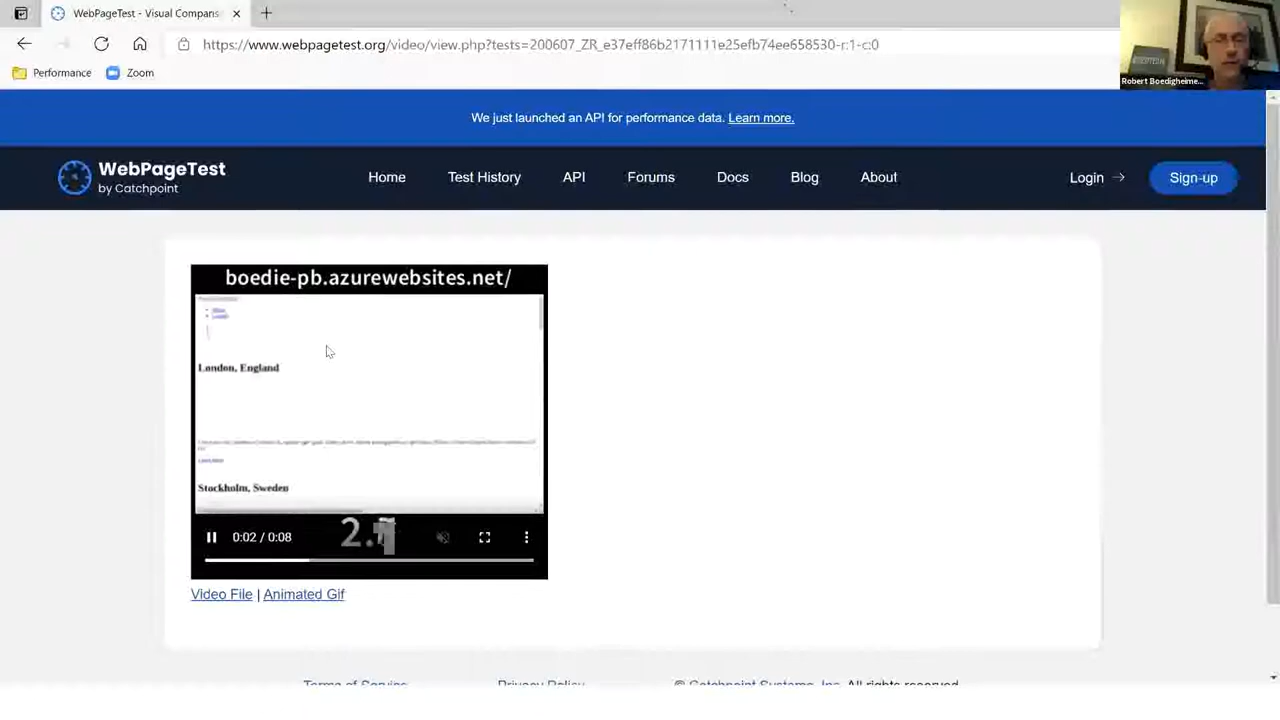 WebPageTest - Visual Compari
https://www.webpagetest.org/video/view.php?tests=200607_ZR_e37eff86b2171111e25efb74ee658530-r:1-c:0
Performance
Zoom
Robert Boedigheime...
We just launched an API for performance data. Learn more.
WebPageTest
by Catchpoint
Home
Test History
API
Forums
Docs
Blog
About
Login
Sign-up
boedie-pb.azurewebsites.net/
London, England
Stockholm, Sweden
0:02 / 0:08
Video File | Animated Gif
Terms of Service
Privacy Policy
© Catchpoint Systems, Inc. All rights reserved.